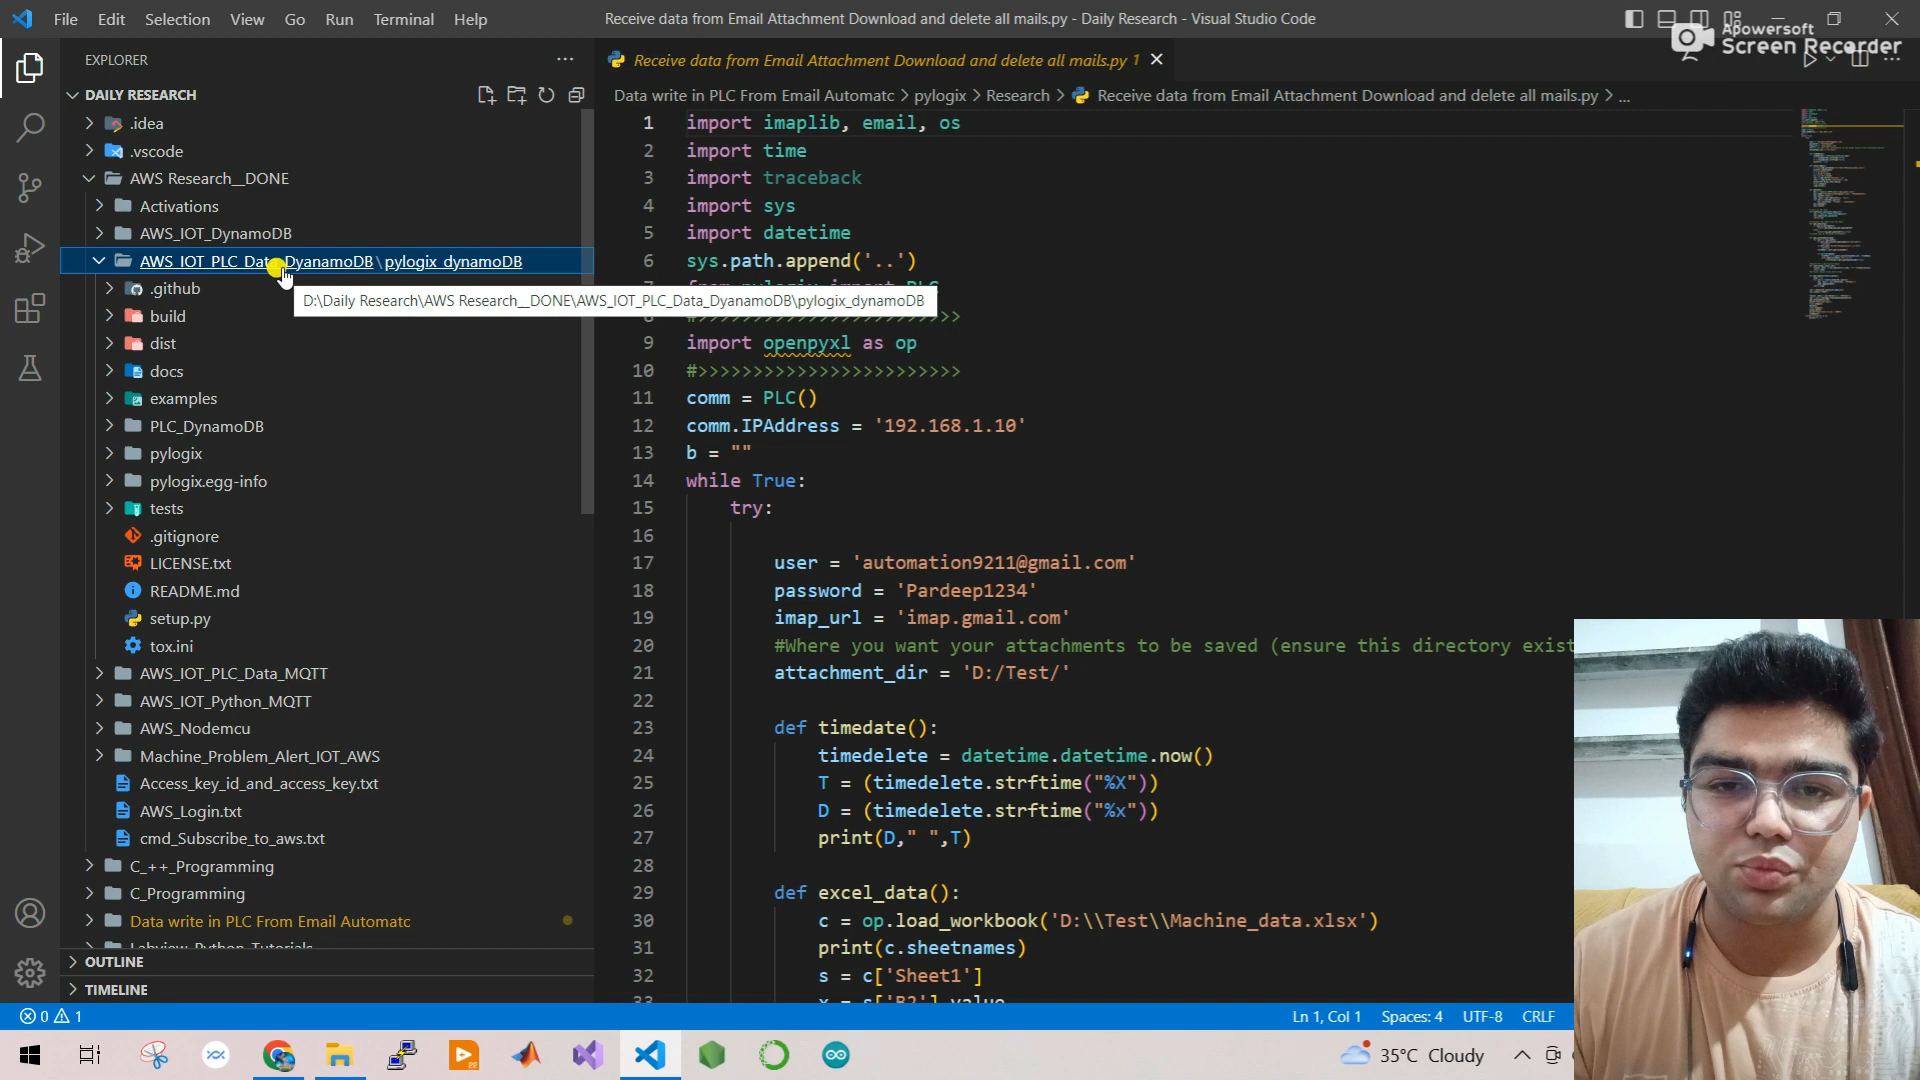 File Edit Selection View Go Run Terminal Help
Receive data from Email Attachment Download and delete all mails.py - Daily Research - Visual Studio Code
Apowersoft
Screen Recorder
EXPLORER
DAILY RESEARCH
.idea
.vscode
AWS Research__DONE
Activations
AWS_IOT_DynamoDB
AWS_IOT_PLC_Data_DyanamoDB\pylogix_dynamoDB
.github
D:\Daily Research\AWS Research__DONE\AWS_IOT_PLC_Data_DyanamoDB\pylogix_dynamoDB
build
dist
docs
examples
PLC_DynamoDB
pylogix
pylogix.egg-info
tests
.gitignore
LICENSE.txt
README.md
setup.py
tox.ini
AWS_IOT_PLC_Data_MQTT
AWS_IOT_Python_MQTT
AWS_Nodemcu
Machine_Problem_Alert_IOT_AWS
Access_key_id_and_access_key.txt
AWS_Login.txt
cmd_Subscribe_to_aws.txt
C_++_Programming
C_Programming
Data write in PLC From Email Automatc
Labview_Python_Tutorials
OUTLINE
TIMELINE
Receive data from Email Attachment Download and delete all mails.py 1
Data write in PLC From Email Automatc > pylogix > Research > Receive data from Email Attachment Download and delete all mails.py > ...
1 import imaplib, email, os
2 import time
3 import traceback
4 import sys
5 import datetime
6 sys.path.append('..')
from pylogix import PLC
8 #>>>>>>>>>>>>>>>>>>>>>>>>
9 import openpyxl as op
10 #>>>>>>>>>>>>>>>>>>>>>>>>
11 comm = PLC()
12 comm.IPAddress = '192.168.1.10'
13 b = ""
14 while True:
15 try:
16
17 user = 'automation9211@gmail.com'
18 password = 'Pardeep1234'
19 imap_url = 'imap.gmail.com'
20 #Where you want your attachments to be saved (ensure this directory exist
21 attachment_dir = 'D:/Test/'
22
23 def timedate():
24 timedelete = datetime.datetime.now()
25 T = (timedelete.strftime("%X"))
26 D = (timedelete.strftime("%x"))
27 print(D," ",T)
28
29 def excel_data():
30 c = op.load_workbook('D:\\Test\\Machine_data.xlsx')
31 print(c.sheetnames)
32 s = c['Sheet1']
33 x = s['B2'].value
0 1
Ln 1, Col 1 Spaces: 4 UTF-8 CRLF
35°C Cloudy